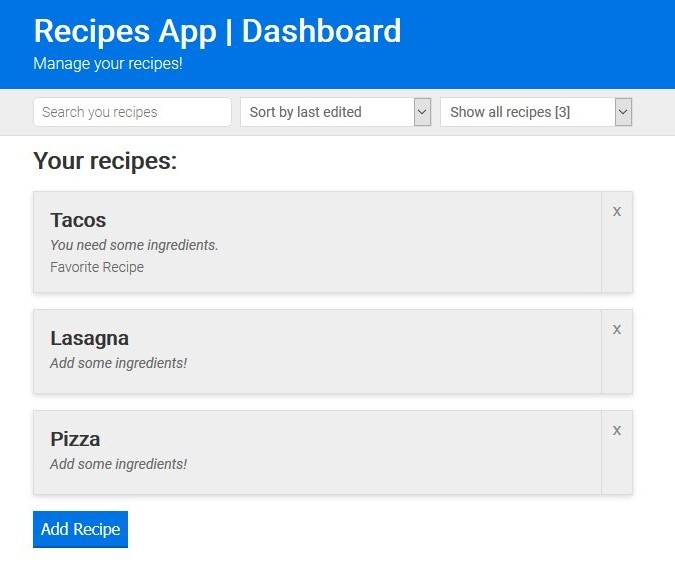 Recipes App | Dashboard
Manage your recipes!
Search you recipes
Sort by last edited
Show all recipes [3]
Your recipes:
Tacos
x
You need some ingredients.
Favorite Recipe
Lasagna
x
Add some ingredients!
Pizza
x
Add some ingredients!
Add Recipe